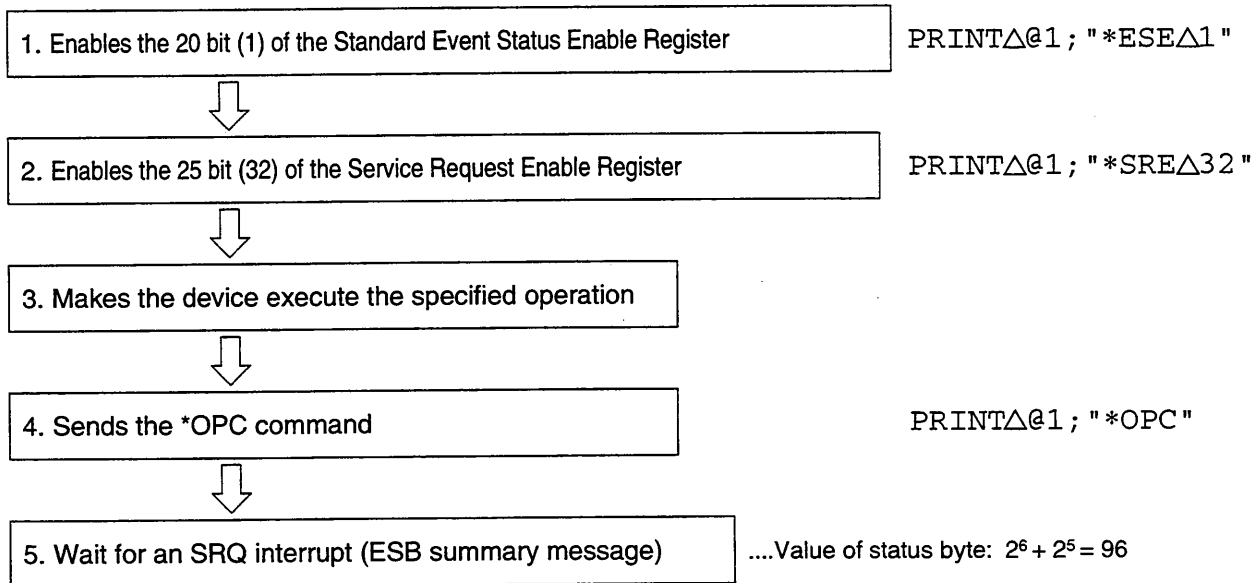 1. Enables the 20 bit (1) of the Standard Event Status Enable Register
PRINT△@1;"*ESE△1"
2. Enables the 25 bit (32) of the Service Request Enable Register
PRINT△@1;"*SRE△32"
3. Makes the device execute the specified operation
4. Sends the *OPC command
PRINT△@1;"*OPC"
5. Wait for an SRQ interrupt (ESB summary message)
....Value of status byte: 2⁶ + 2⁵ = 96